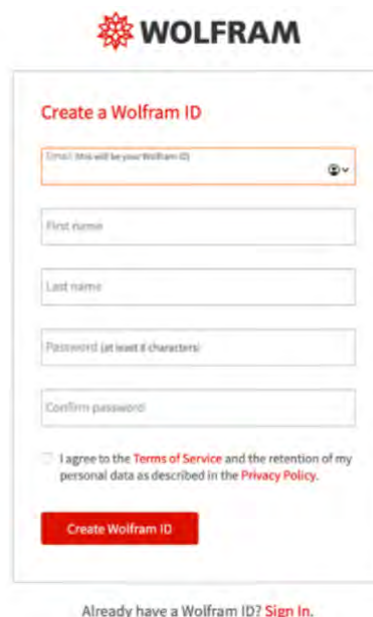 WOLFRAM
Create a Wolfram ID
Email (this will be your Wolfram ID)
First name
Last name
Password (at least 8 characters)
Confirm password
I agree to the Terms of Service and the retention of my
personal data as described in the Privacy Policy.
Create Wolfram ID
Already have a Wolfram ID? Sign In.